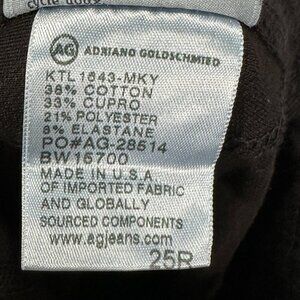 AG ADRIANO GOLDSCHMIED
KTL1643-MKY
38% COTTON
33% CUPRO
21% POLYESTER
8% ELASTANE
PO#AG-28514
BW15700
MADE IN U.S.A.
OF IMPORTED FABRIC
AND GLOBALLY
SOURCED COMPONENTS
www.agjeans.com
25R